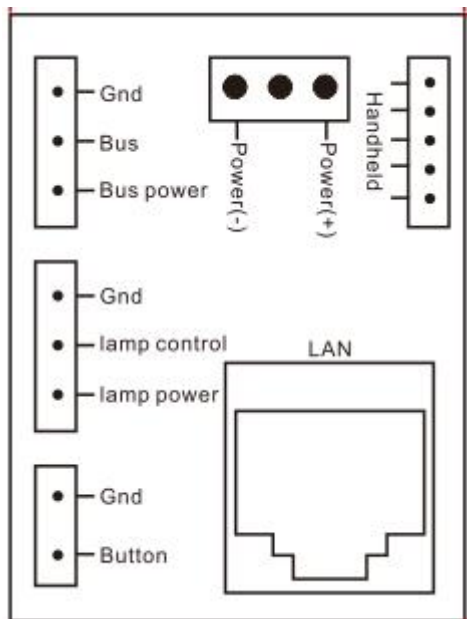 Gnd
Bus
Bus power
Power(-)
Power(+)
Handheld
Gnd
lamp control
lamp power
LAN
Gnd
Button